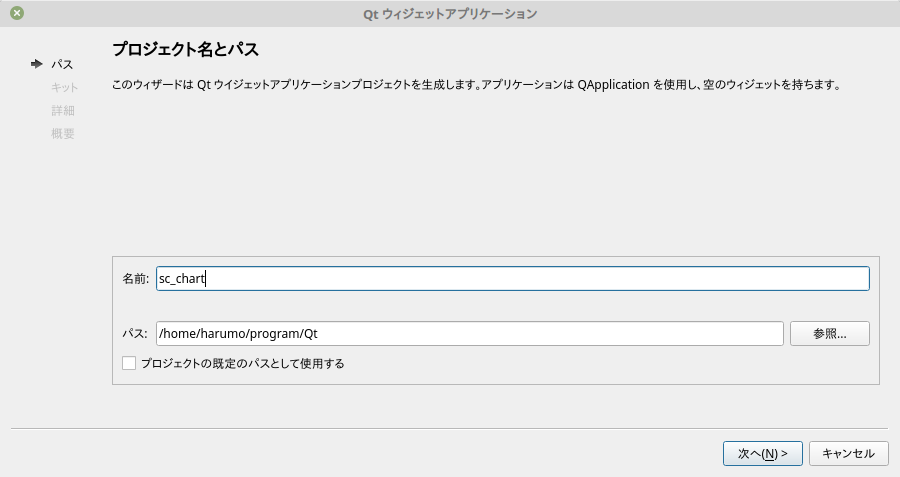 Qt ウィジェットアプリケーション
プロジェクト名とパス
パス
キット
詳細
概要
このウィザードは Qt ウイジェットアプリケーションプロジェクトを生成します。アプリケーションは QApplication を使用し、空のウィジェットを持ちます。
名前: sc_chart
パス: /home/harumo/program/Qt 参照...
プロジェクトの既定のパスとして使用する
次へ(N) > キャンセル